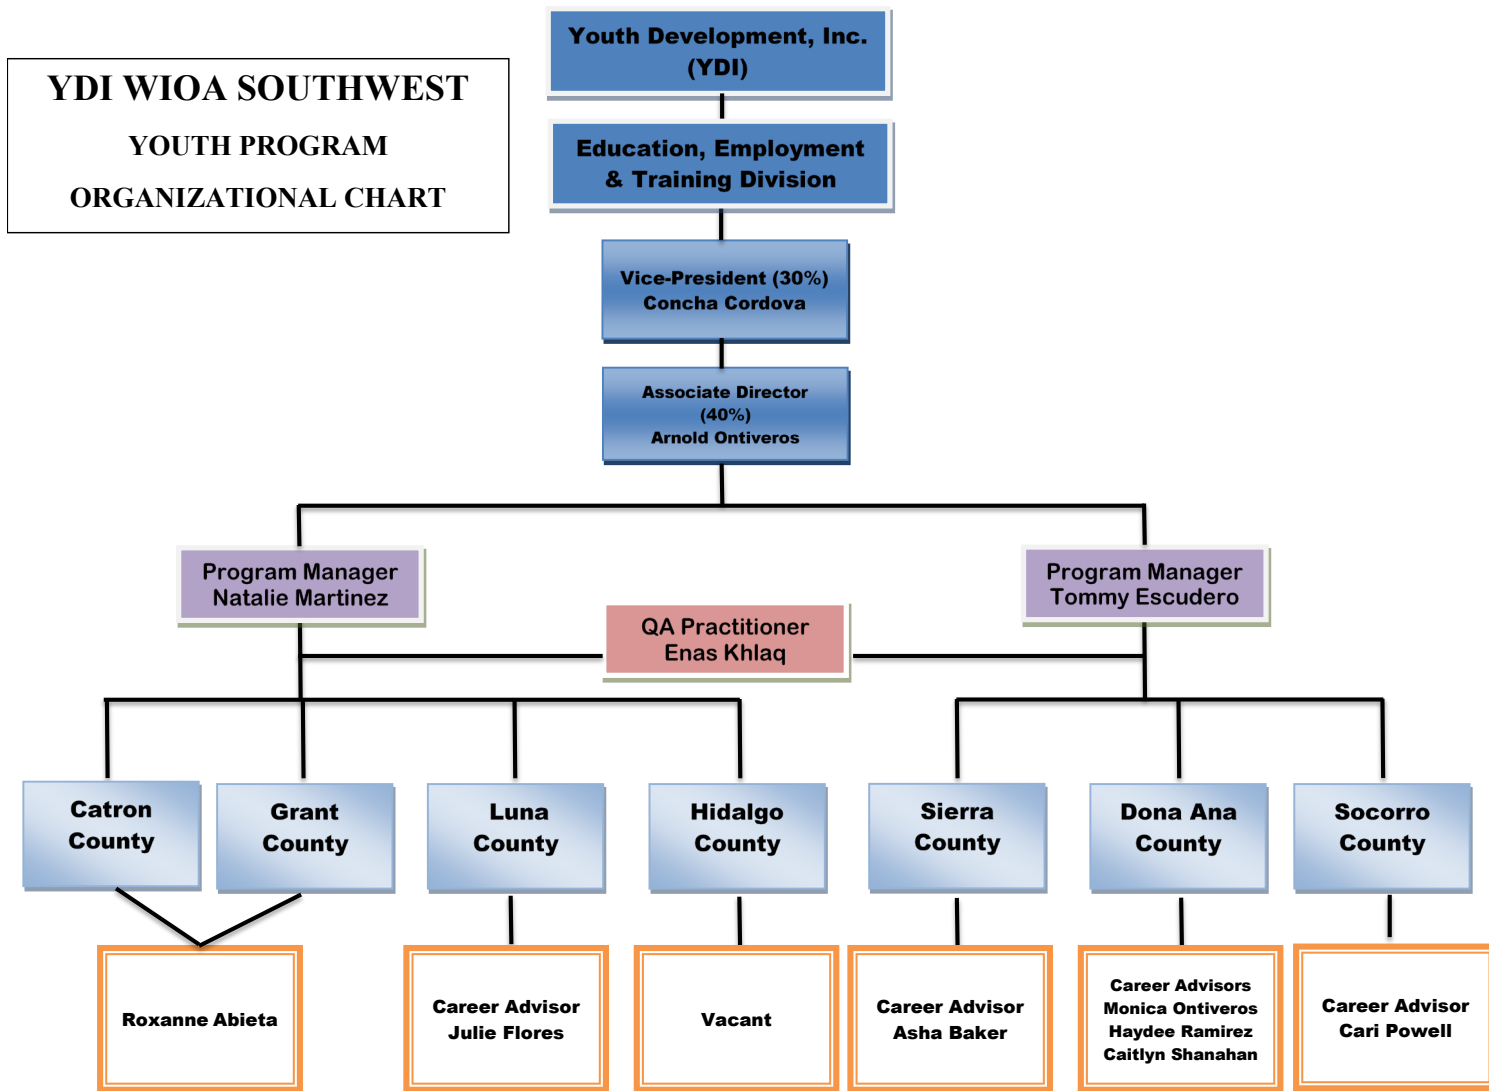 YDI WIOA SOUTHWEST
YOUTH PROGRAM
ORGANIZATIONAL CHART
Youth Development, Inc.
(YDI)
Education, Employment
& Training Division
Vice-President (30%)
Concha Cordova
Associate Director
(40%)
Arnold Ontiveros
Program Manager
Natalie Martinez
Program Manager
Tommy Escudero
QA Practitioner
Enas Khlaq
Catron
County
Grant
County
Luna
County
Hidalgo
County
Sierra
County
Dona Ana
County
Socorro
County
Roxanne Abieta
Career Advisor
Julie Flores
Vacant
Career Advisor
Asha Baker
Career Advisors
Monica Ontiveros
Haydee Ramirez
Caitlyn Shanahan
Career Advisor
Cari Powell